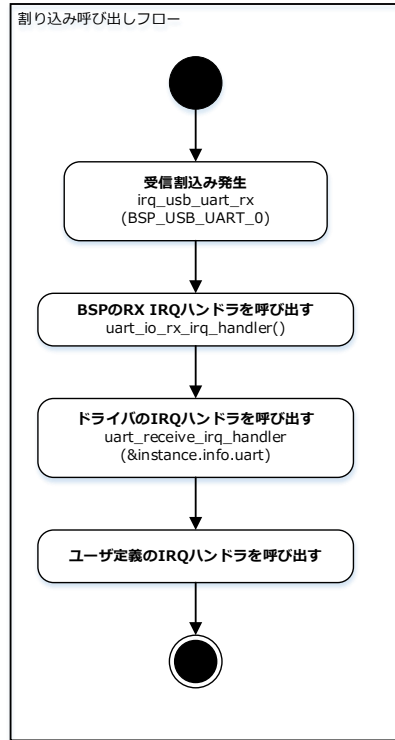 割り込み呼び出しフロー
受信割込み発生
irq_usb_uart_rx
(BSP_USB_UART_0)
BSPのRX IRQハンドラを呼び出す
uart_io_rx_irq_handler()
ドライバのIRQハンドラを呼び出す
uart_receive_irq_handler
(&instance.info.uart)
ユーザ定義のIRQハンドラを呼び出す